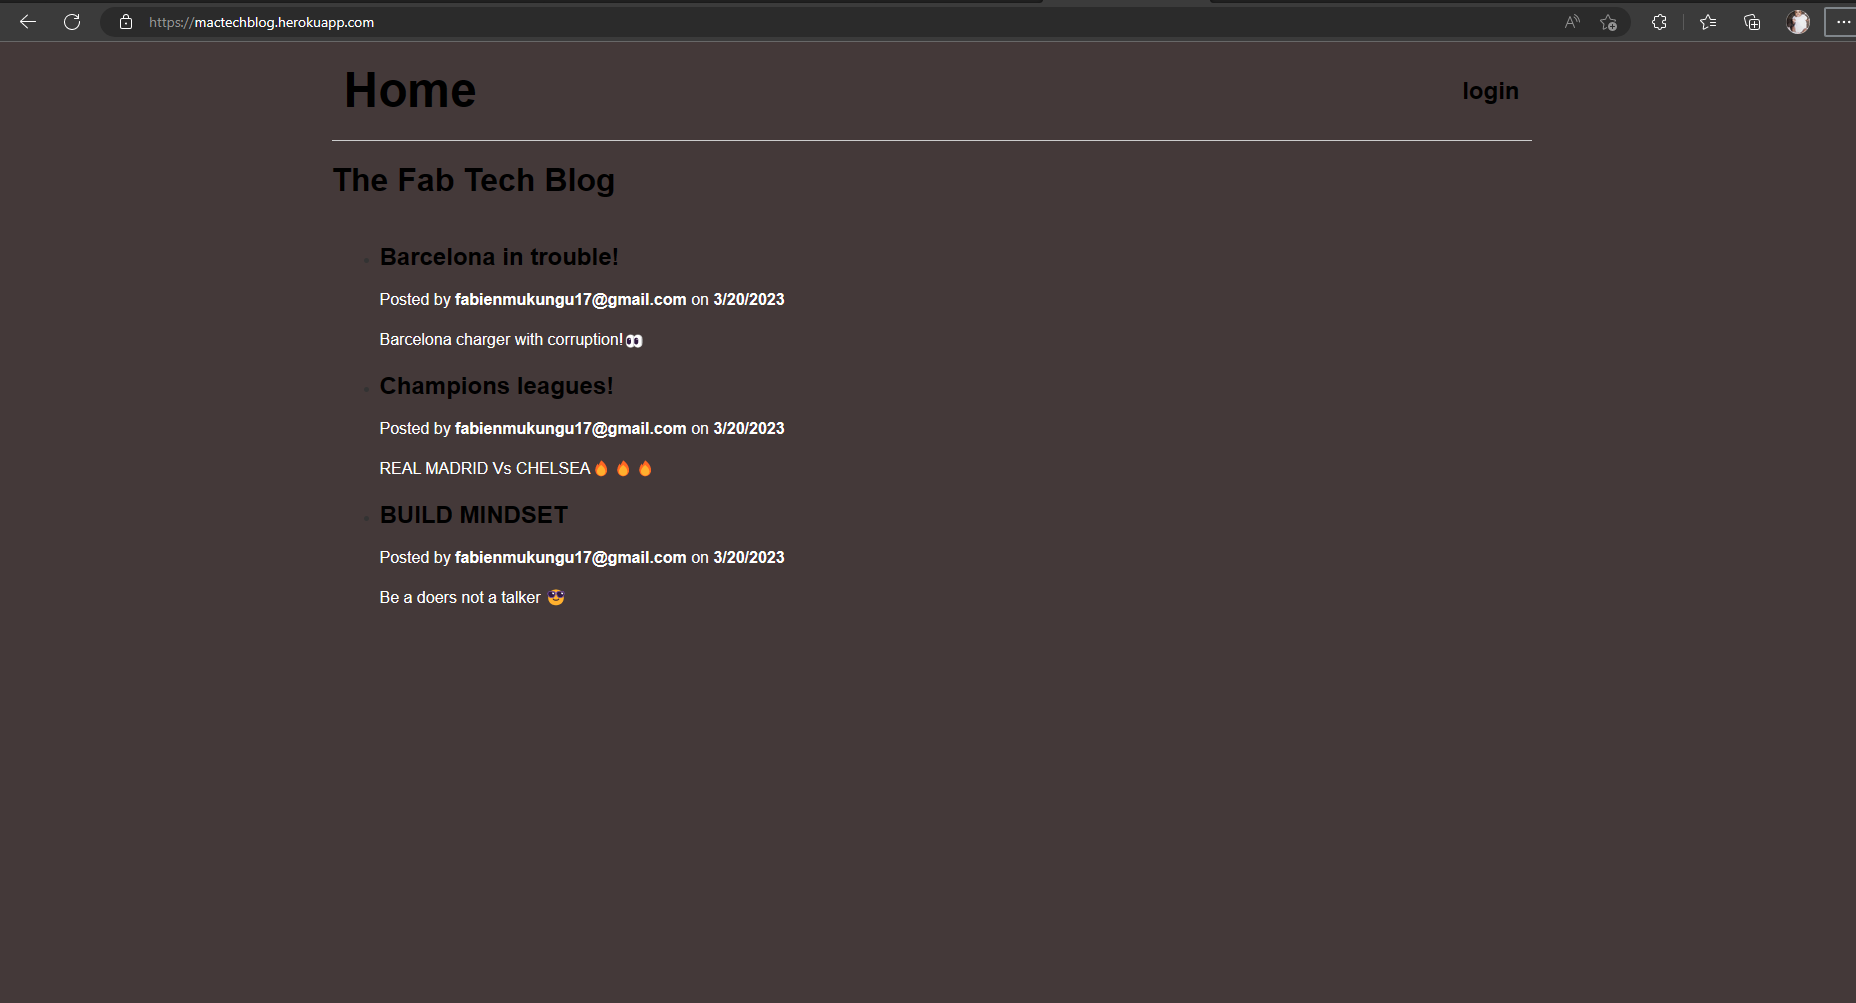 https://mactechblog.herokuapp.com
Home
login
The Fab Tech Blog
Barcelona in trouble!
Posted by fabienmukungu17@gmail.com on 3/20/2023
Barcelona charger with corruption!👀
Champions leagues!
Posted by fabienmukungu17@gmail.com on 3/20/2023
REAL MADRID Vs CHELSEA🔥 🔥 🔥
BUILD MINDSET
Posted by fabienmukungu17@gmail.com on 3/20/2023
Be a doers not a talker 😎